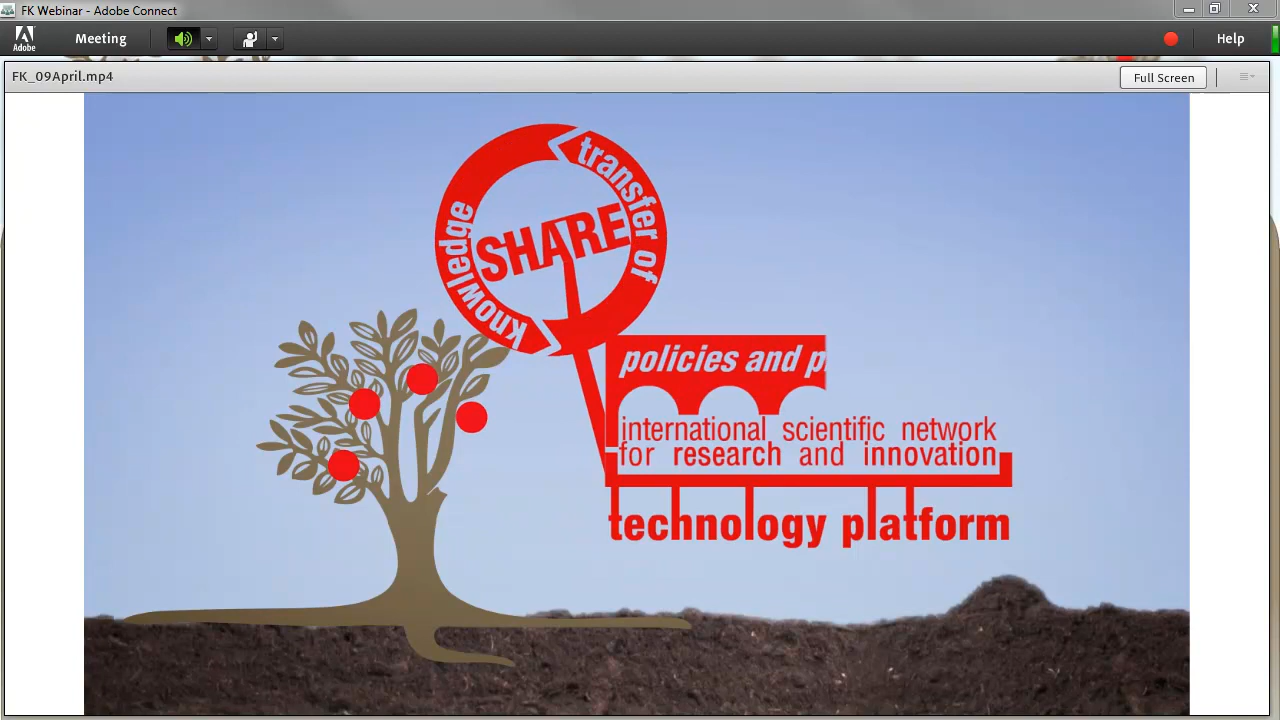 FK Webinar - Adobe Connect
Adobe
Meeting
Help
FK_09April.mp4
Full Screen
transfer of
knowledge
SHARE
policies and p
international scientific network
for research and innovation
technology platform